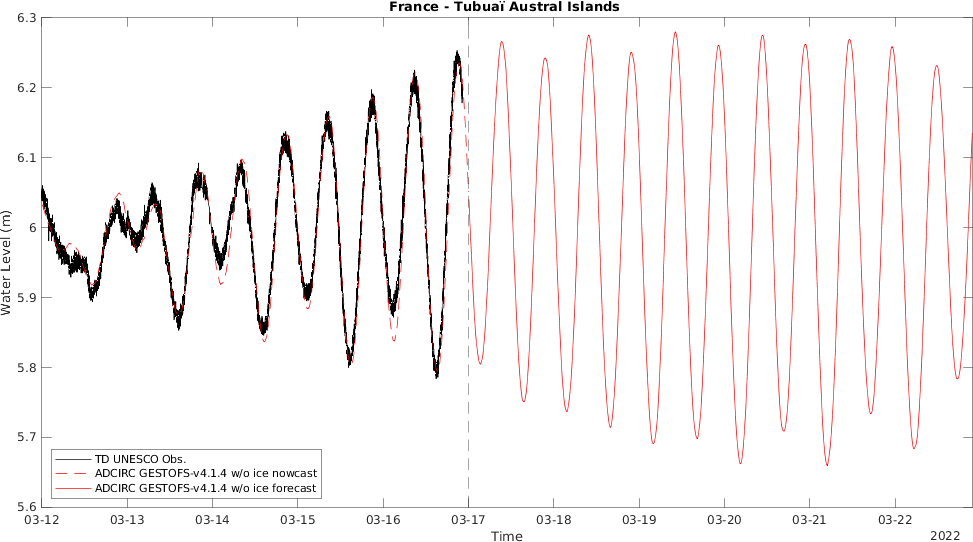 France - Tubuaï Austral Islands
Water Level (m)
6.3
6.2
6.1
6
5.9
5.8
5.7
5.6
TD UNESCO Obs.
ADCIRC GESTOFS-v4.1.4 w/o ice nowcast
ADCIRC GESTOFS-v4.1.4 w/o ice forecast
03-12 03-13 03-14 03-15 03-16 03-17 03-18 03-19 03-20 03-21 03-22
Time
2022